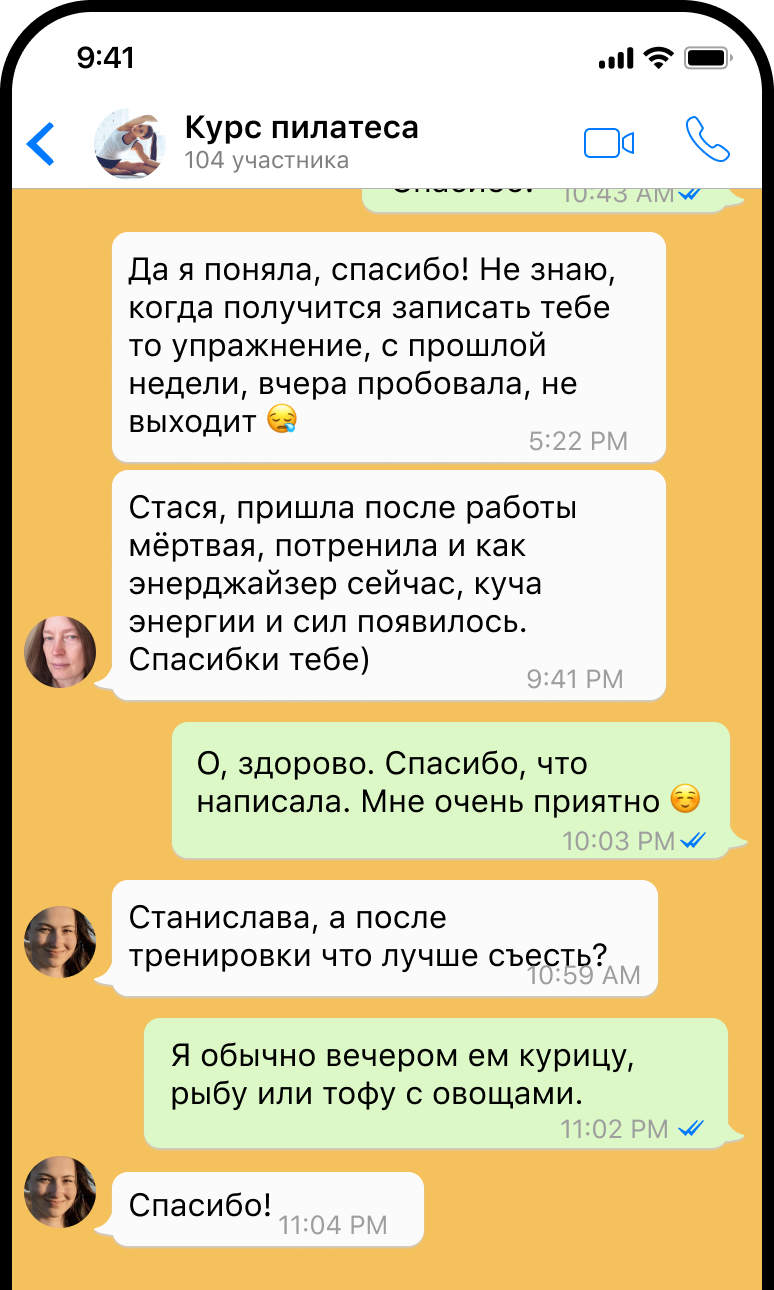 9:41
Курс пилатеса
104 участника
10:43 AM
Да я поняла, спасибо! Не знаю,
когда получится записать тебе
то упражнение, с прошлой
недели, вчера пробовала, не
выходит 😪
5:22 PM
Стася, пришла после работы
мёртвая, потренила и как
энерджайзер сейчас, куча
энергии и сил появилось.
Спасибки тебе)
9:41 PM
О, здорово. Спасибо, что
написала. Мне очень приятно ☺️
10:03 PM
Станислава, а после
тренировки что лучше съесть?
10:59 AM
Я обычно вечером ем курицу,
рыбу или тофу с овощами.
11:02 PM
Спасибо!
11:04 PM